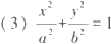 (3) x²/a² + y²/b² = 1